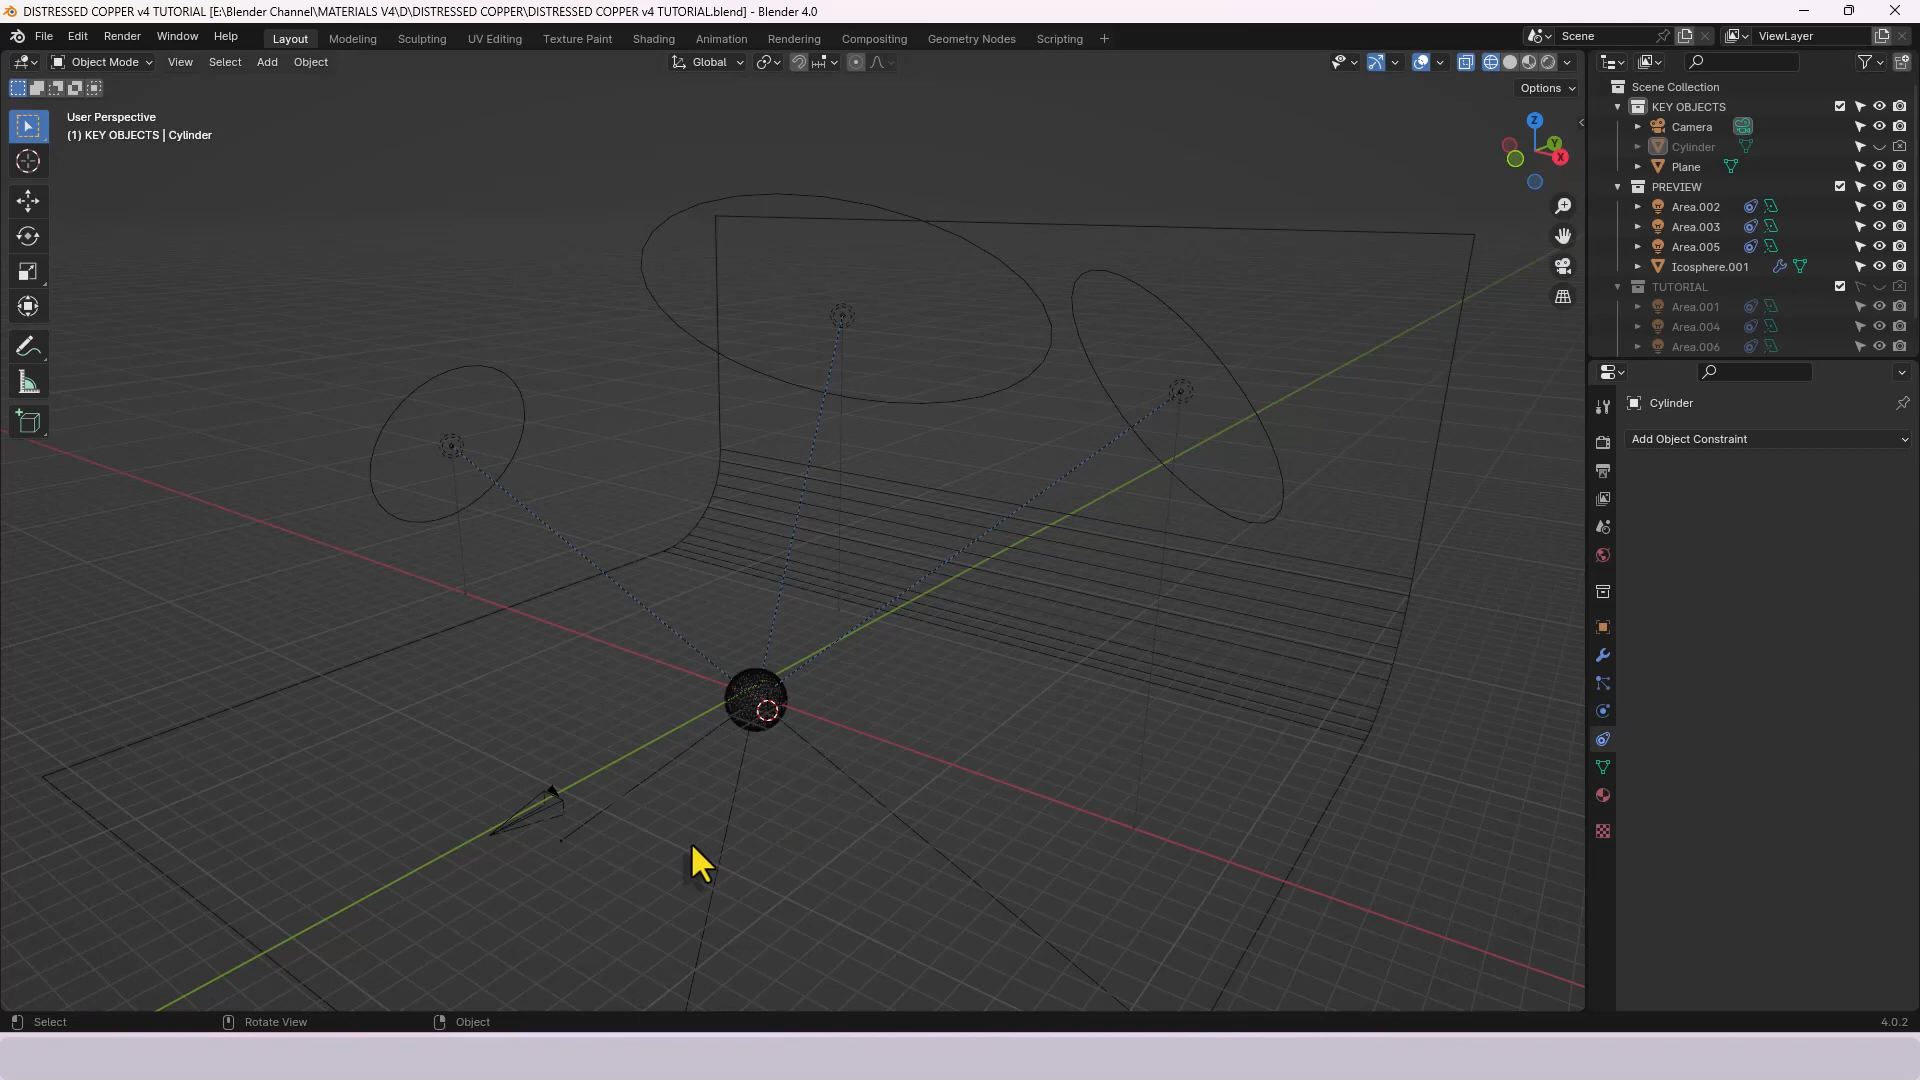 DISTRESSED COPPER v4 TUTORIAL [E:\Blender Channel\MATERIALS V4\D\DISTRESSED COPPER\DISTRESSED COPPER v4 TUTORIAL.blend] - Blender 4.0
File Edit Render Window Help Layout Modeling Sculpting UV Editing Texture Paint Shading Animation Rendering Compositing Geometry Nodes Scripting + Scene ViewLayer
Object Mode View Select Add Object Global
Options
User Perspective
(1) KEY OBJECTS | Cylinder
Z
Y
X
Scene Collection
KEY OBJECTS
Camera
Cylinder
Plane
PREVIEW
Area.002
Area.003
Area.005
Icosphere.001
TUTORIAL
Area.001
Area.004
Area.006
Cylinder
Add Object Constraint
Select Rotate View Object 4.0.2